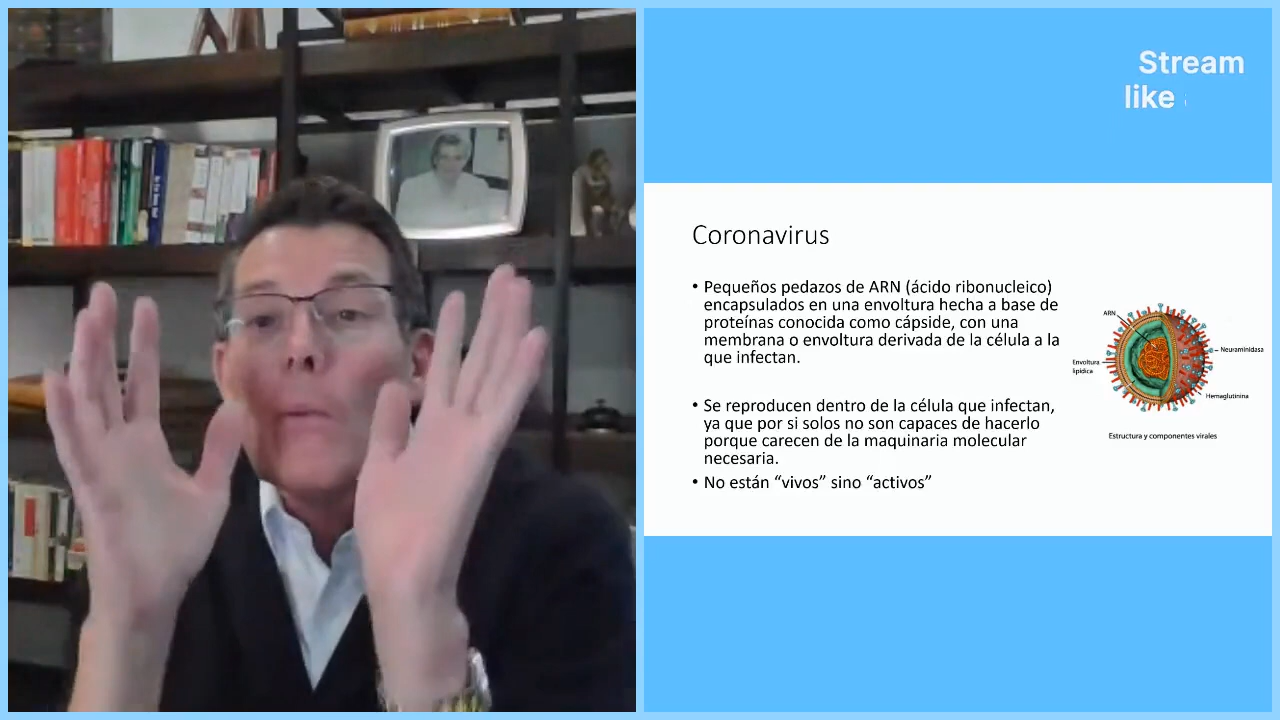 Stream
like
Coronavirus
• Pequeños pedazos de ARN (ácido ribonucleico)
encapsulados en una envoltura hecha a base de
proteínas conocida como cápside, con una
membrana o envoltura derivada de la célula a la
que infectan.
• Se reproducen dentro de la célula que infectan,
ya que por si solos no son capaces de hacerlo
porque carecen de la maquinaria molecular
necesaria.
• No están “vivos” sino “activos”
ARN
Neuraminidasa
Envoltura
lipídica
Hemaglutinina
Estructura y componentes virales